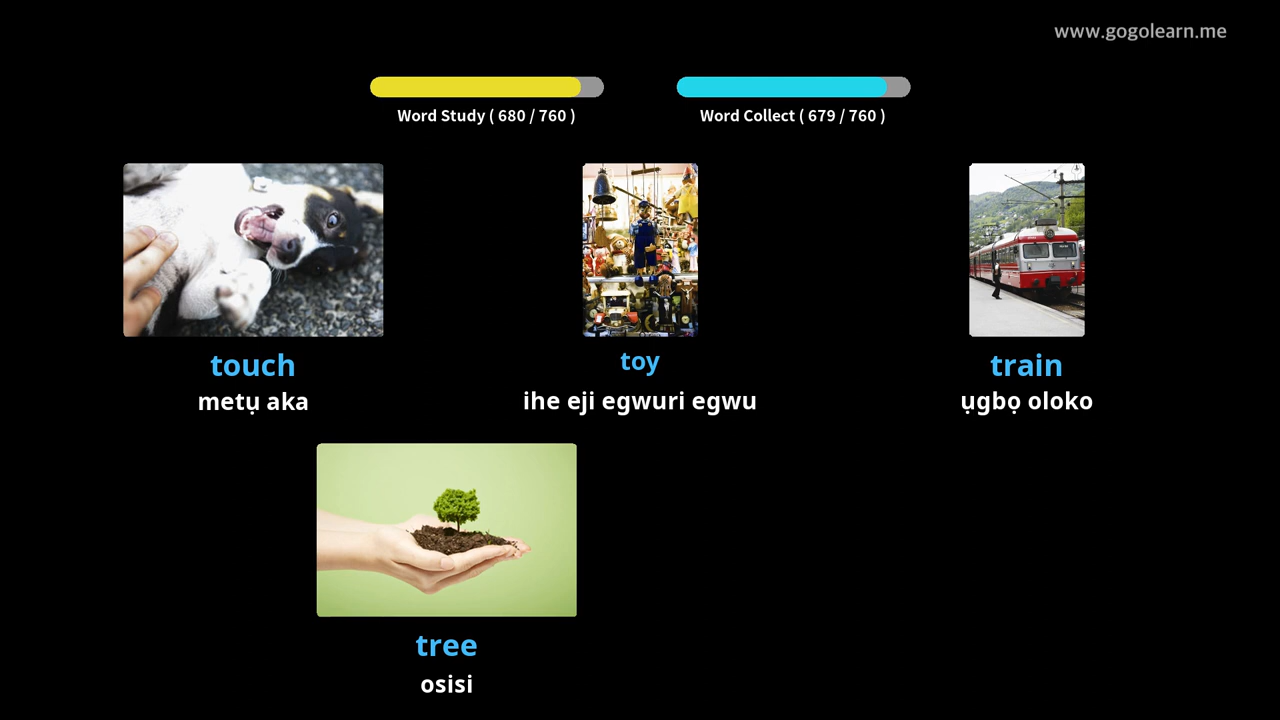 www.gogolearn.me
Word Study ( 680 / 760 )
Word Collect ( 679 / 760 )
touch
metụ aka
toy
ihe eji egwuri egwu
train
ụgbọ oloko
tree
osisi